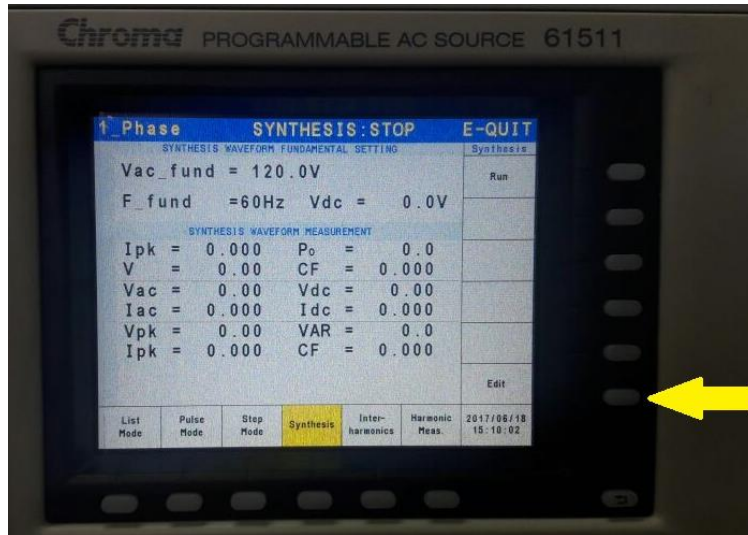 Chroma PROGRAMMABLE AC SOURCE 61511
1_Phase SYNTHESIS:STOP E-QUIT
SYNTHESIS WAVEFORM FUNDAMENTAL SETTING Synthesis
Vac_fund = 120.0V Run
F_fund =60Hz Vdc = 0.0V
SYNTHESIS WAVEFORM MEASUREMENT
Ipk = 0.000 Po = 0.0
V = 0.00 CF = 0.000
Vac = 0.00 Vdc = 0.00
Iac = 0.000 Idc = 0.000
Vpk = 0.00 VAR = 0.0
Ipk = 0.000 CF = 0.000
Edit
List Mode Pulse Mode Step Mode Synthesis Inter-harmonics Harmonic Meas. 2017/06/18 15:10:02